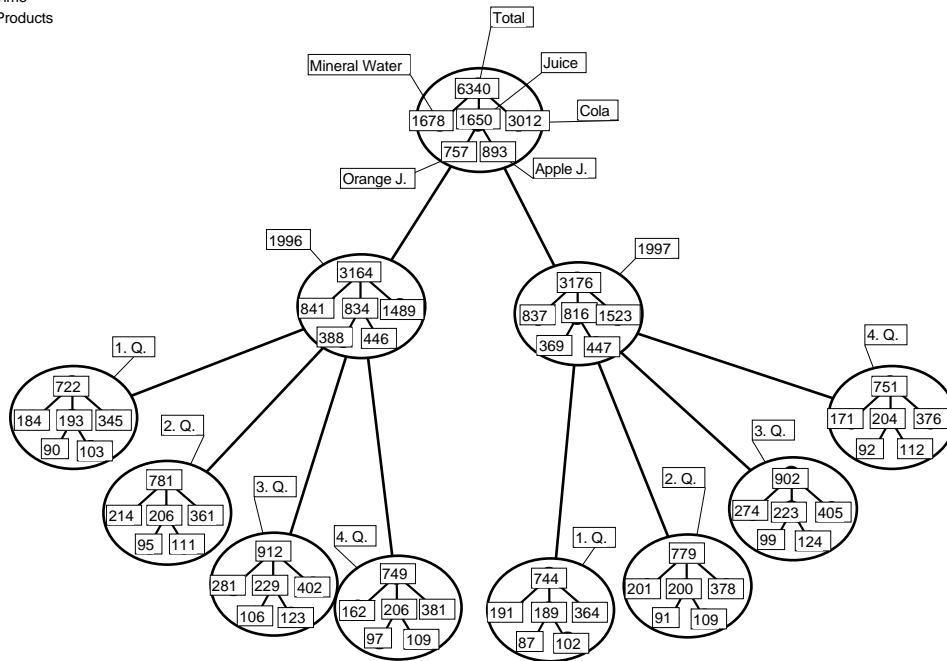 Products
Total
Mineral Water
Juice
6340
Cola
1678 1650 3012
757 893
Orange J.
Apple J.
1996
3164
841 834 1489
388 446
1997
3176
837 816 1523
369 447
1. Q.
722
184 193 345
90 103
2. Q.
781
214 206 361
95 111
3. Q.
912
281 229 402
106 123
4. Q.
749
162 206 381
97 109
1. Q.
744
191 189 364
87 102
2. Q.
779
201 200 378
91 109
3. Q.
902
274 223 405
99 124
4. Q.
751
171 204 376
92 112